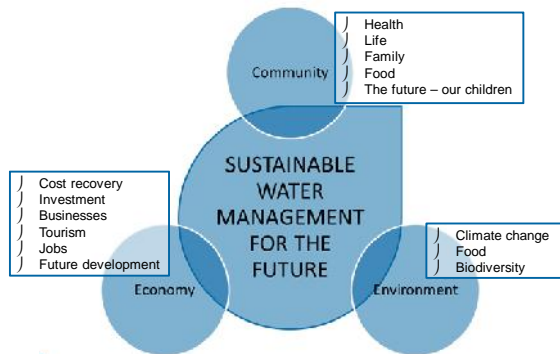 Community
Health
Life
Family
Food
The future – our children
SUSTAINABLE
WATER
MANAGEMENT
FOR THE
FUTURE
Cost recovery
Investment
Businesses
Tourism
Jobs
Future development
Economy
Climate change
Food
Biodiversity
Environment